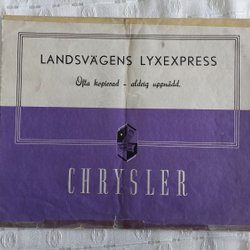 LANDSVÄGENS LYXEXPRESS
Ofta kopierad - aldrig uppnådd.
CHRYSLER